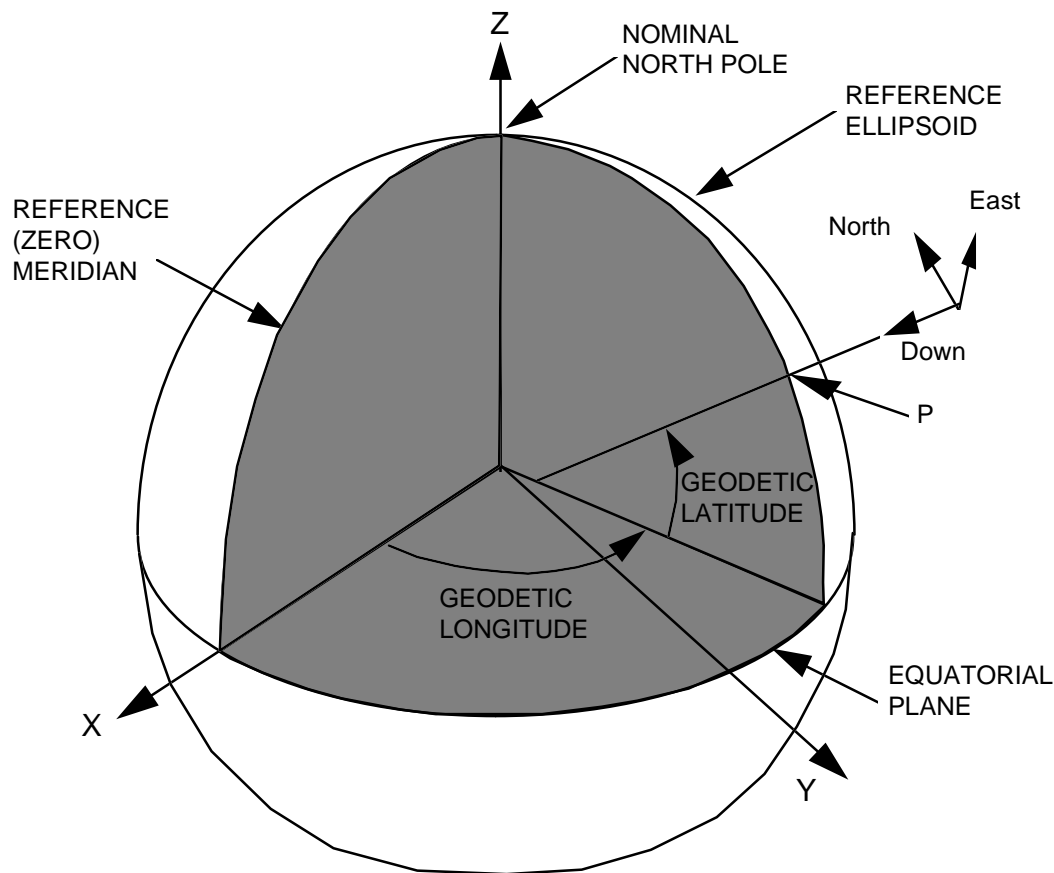 Z
NOMINAL
NORTH POLE
REFERENCE
ELLIPSOID
REFERENCE
(ZERO)
MERIDIAN
East
North
Down
P
GEODETIC
LATITUDE
GEODETIC
LONGITUDE
EQUATORIAL
PLANE
X
Y